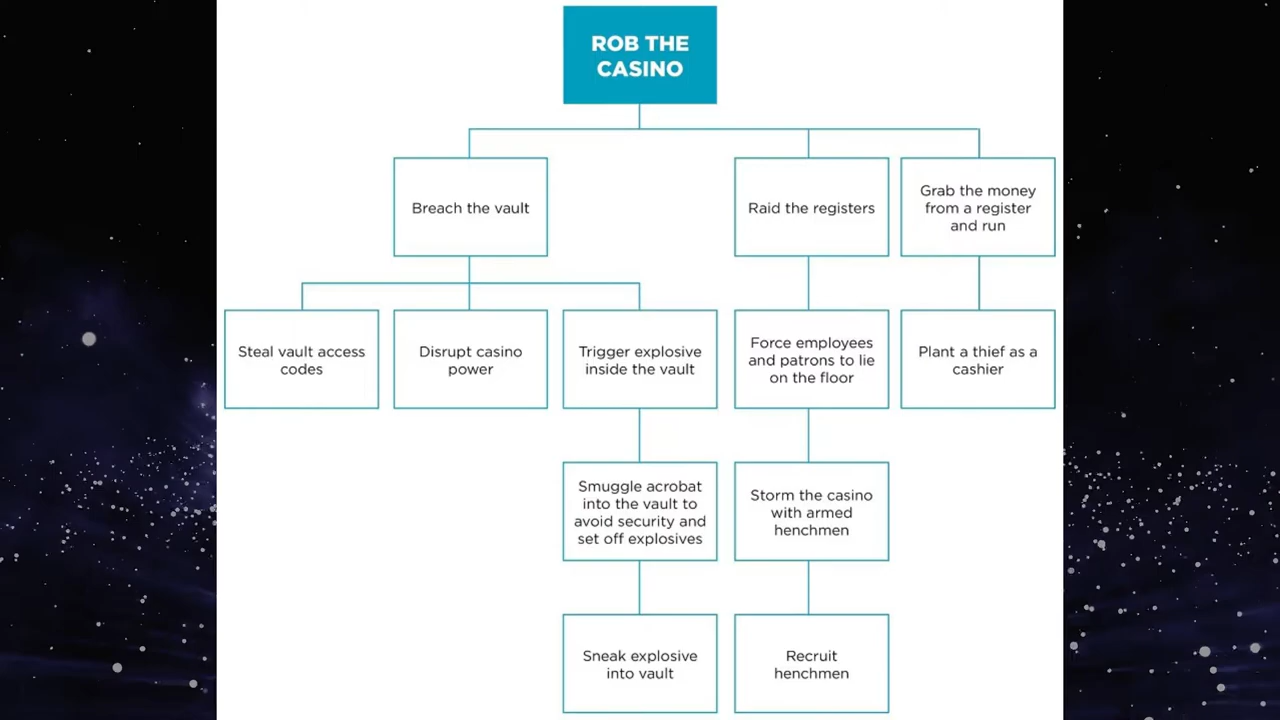 ROB THE
CASINO
Breach the vault
Raid the registers
Grab the money
from a register
and run
Steal vault access
codes
Disrupt casino
power
Trigger explosive
inside the vault
Force employees
and patrons to lie
on the floor
Plant a thief as a
cashier
Smuggle acrobat
into the vault to
avoid security and
set off explosives
Storm the casino
with armed
henchmen
Sneak explosive
into vault
Recruit
henchmen